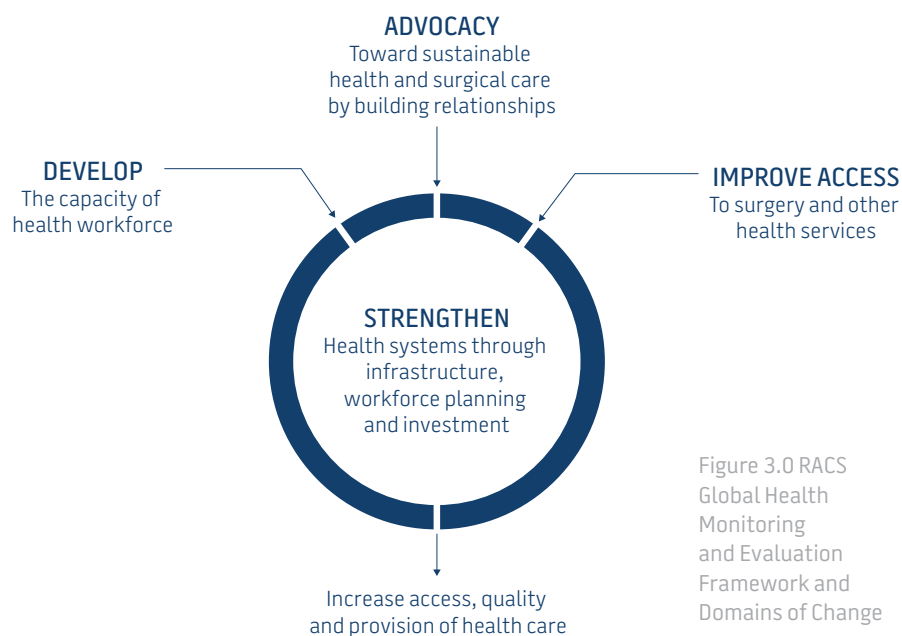 ADVOCACY
Toward sustainable
health and surgical care
by building relationships
DEVELOP
The capacity of
health workforce
IMPROVE ACCESS
To surgery and other
health services
STRENGTHEN
Health systems through
infrastructure,
workforce planning
and investment
Figure 3.0 RACS
Global Health
Monitoring
and Evaluation
Framework and
Domains of Change
Increase access, quality
and provision of health care